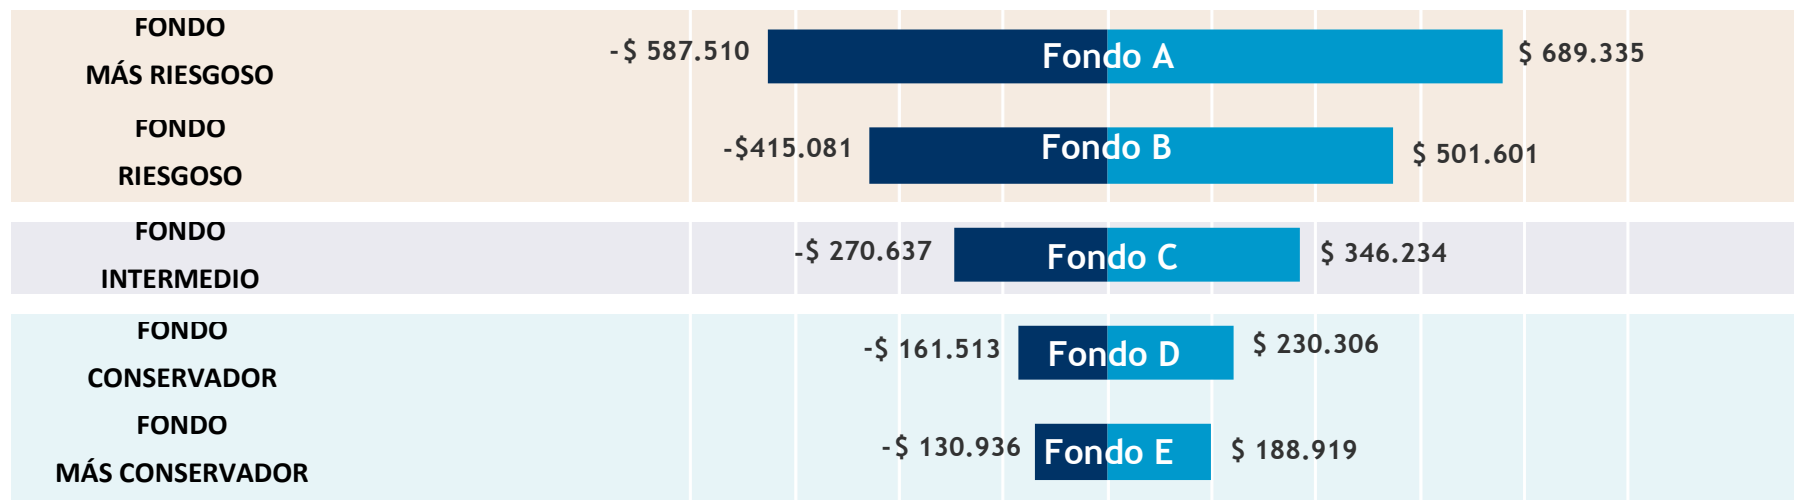 FONDO
MÁS RIESGOSO
-$ 587.510
Fondo A
$ 689.335
FONDO
RIESGOSO
-$415.081
Fondo B
$ 501.601
FONDO
INTERMEDIO
-$ 270.637
Fondo C
$ 346.234
FONDO
CONSERVADOR
-$ 161.513
Fondo D
$ 230.306
FONDO
MÁS CONSERVADOR
-$ 130.936
Fondo E
$ 188.919